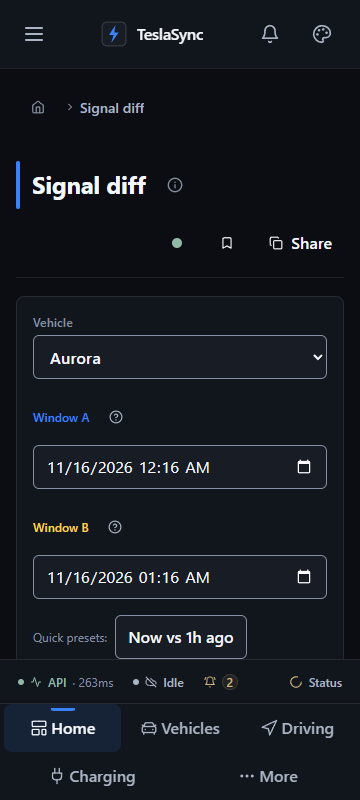 TeslaSync
Signal diff
Signal diff
Share
Vehicle
Aurora
Window A
11/16/2026 12:16 AM
Window B
11/16/2026 01:16 AM
Quick presets: Now vs 1h ago
API · 263ms Idle 2 Status
Home Vehicles Driving
Charging More